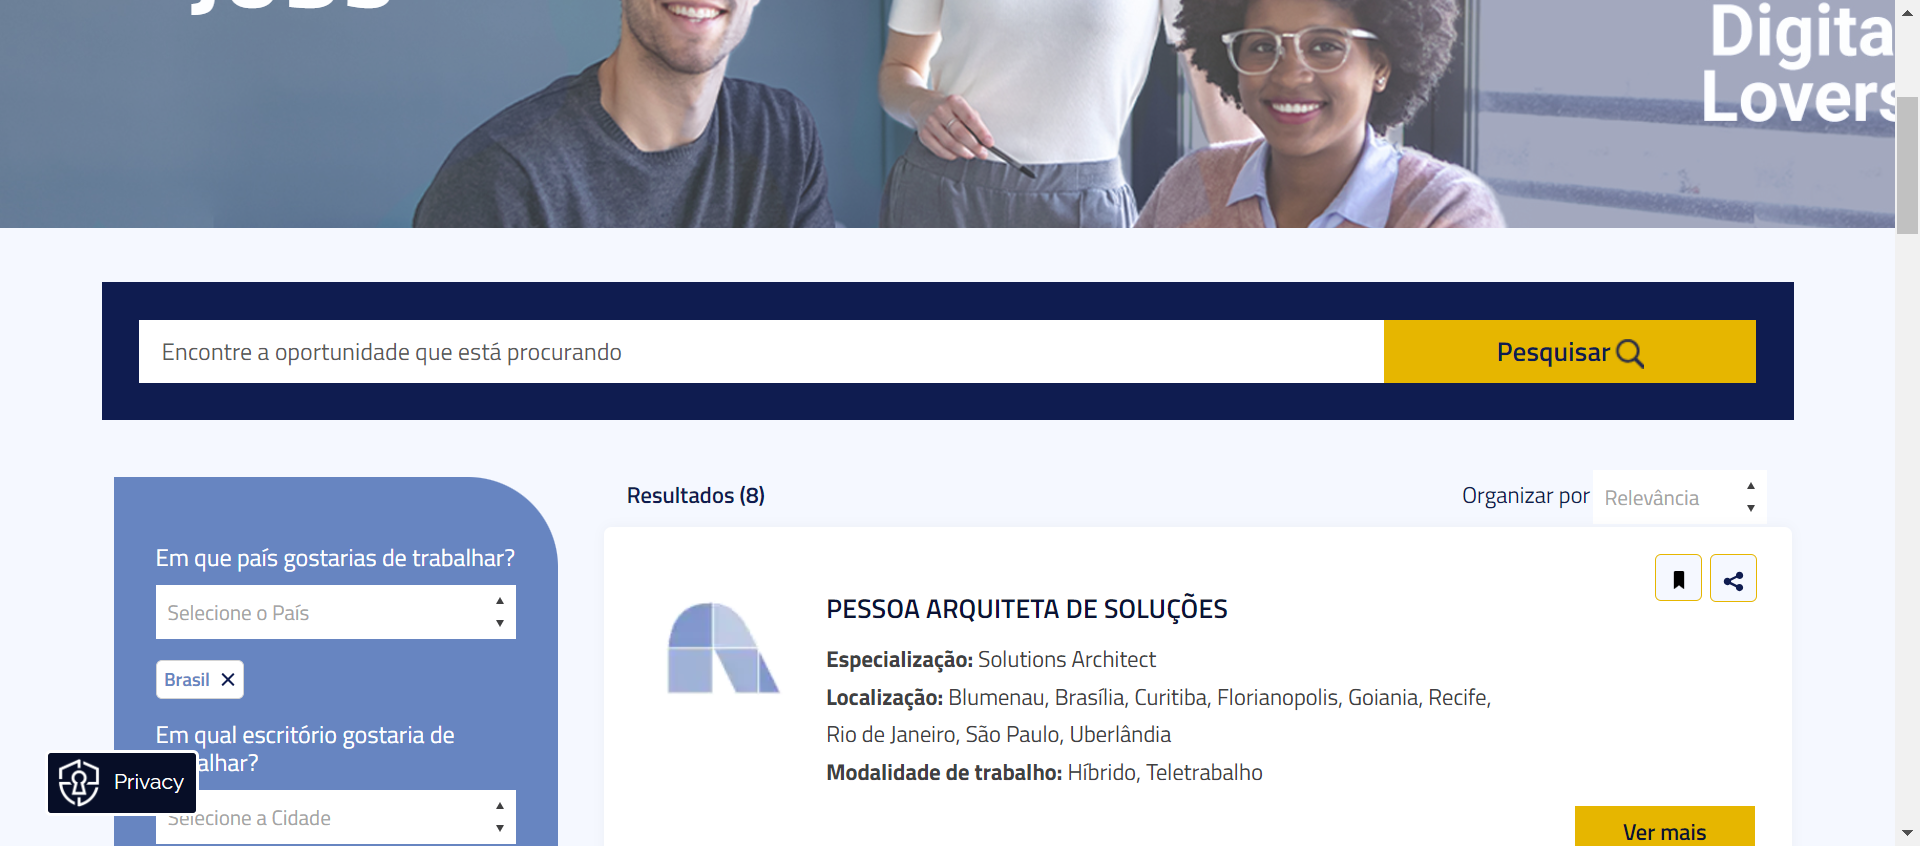 Digita
Lovers
Encontre a oportunidade que está procurando
Pesquisar
Resultados (8)
Organizar por
Relevância
Em que país gostarias de trabalhar?
Selecione o País
Brasil
Em qual escritório gostaria de
alhar?
Selecione a Cidade
Privacy
PESSOA ARQUITETA DE SOLUÇÕES
Especialização: Solutions Architect
Localização: Blumenau, Brasília, Curitiba, Florianopolis, Goiania, Recife,
Rio de Janeiro, São Paulo, Uberlândia
Modalidade de trabalho: Híbrido, Teletrabalho
Ver mais